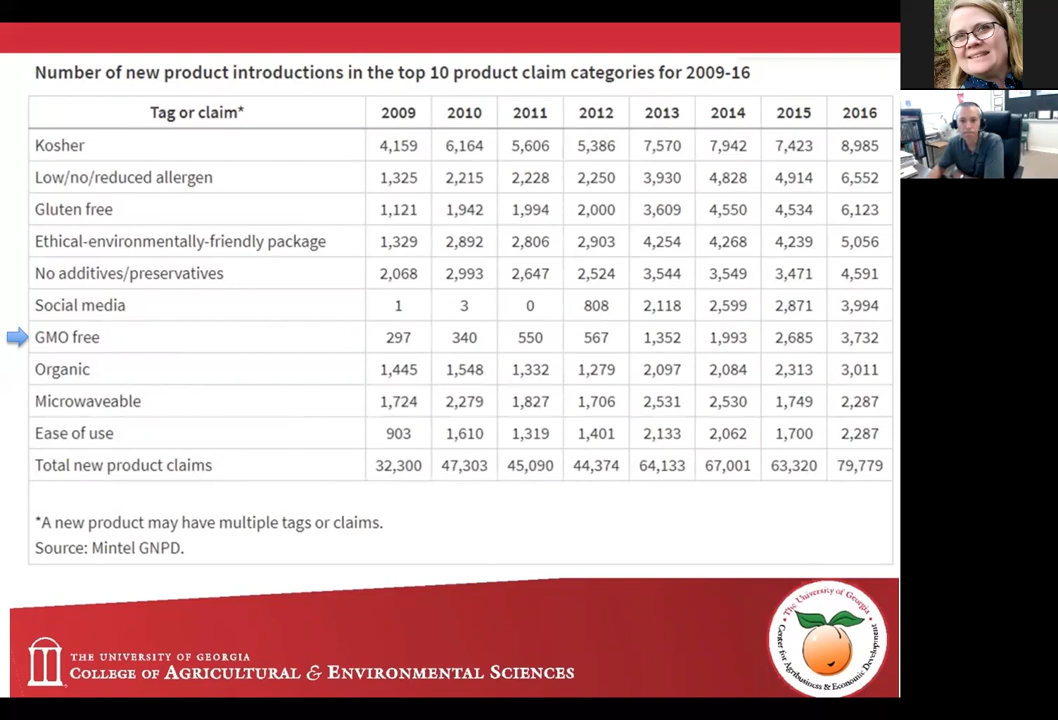 Number of new product introductions in the top 10 product claim categories for 2009-16
Tag or claim* 2009 2010 2011 2012 2013 2014 2015 2016
Kosher 4,159 6,164 5,606 5,386 7,570 7,942 7,423 8,985
Low/no/reduced allergen 1,325 2,215 2,228 2,250 3,930 4,828 4,914 6,552
Gluten free 1,121 1,942 1,994 2,000 3,609 4,550 4,534 6,123
Ethical-environmentally-friendly package 1,329 2,892 2,806 2,903 4,254 4,268 4,239 5,056
No additives/preservatives 2,068 2,993 2,647 2,524 3,544 3,549 3,471 4,591
Social media 1 3 0 808 2,118 2,599 2,871 3,994
GMO free 297 340 550 567 1,352 1,993 2,685 3,732
Organic 1,445 1,548 1,332 1,279 2,097 2,084 2,313 3,011
Microwaveable 1,724 2,279 1,827 1,706 2,531 2,530 1,749 2,287
Ease of use 903 1,610 1,319 1,401 2,133 2,062 1,700 2,287
Total new product claims 32,300 47,303 45,090 44,374 64,133 67,001 63,320 79,779
*A new product may have multiple tags or claims.
Source: Mintel GNPD.
THE UNIVERSITY OF GEORGIA
COLLEGE OF AGRICULTURAL & ENVIRONMENTAL SCIENCES
The University of Georgia
Center for Agribusiness & Economic Development